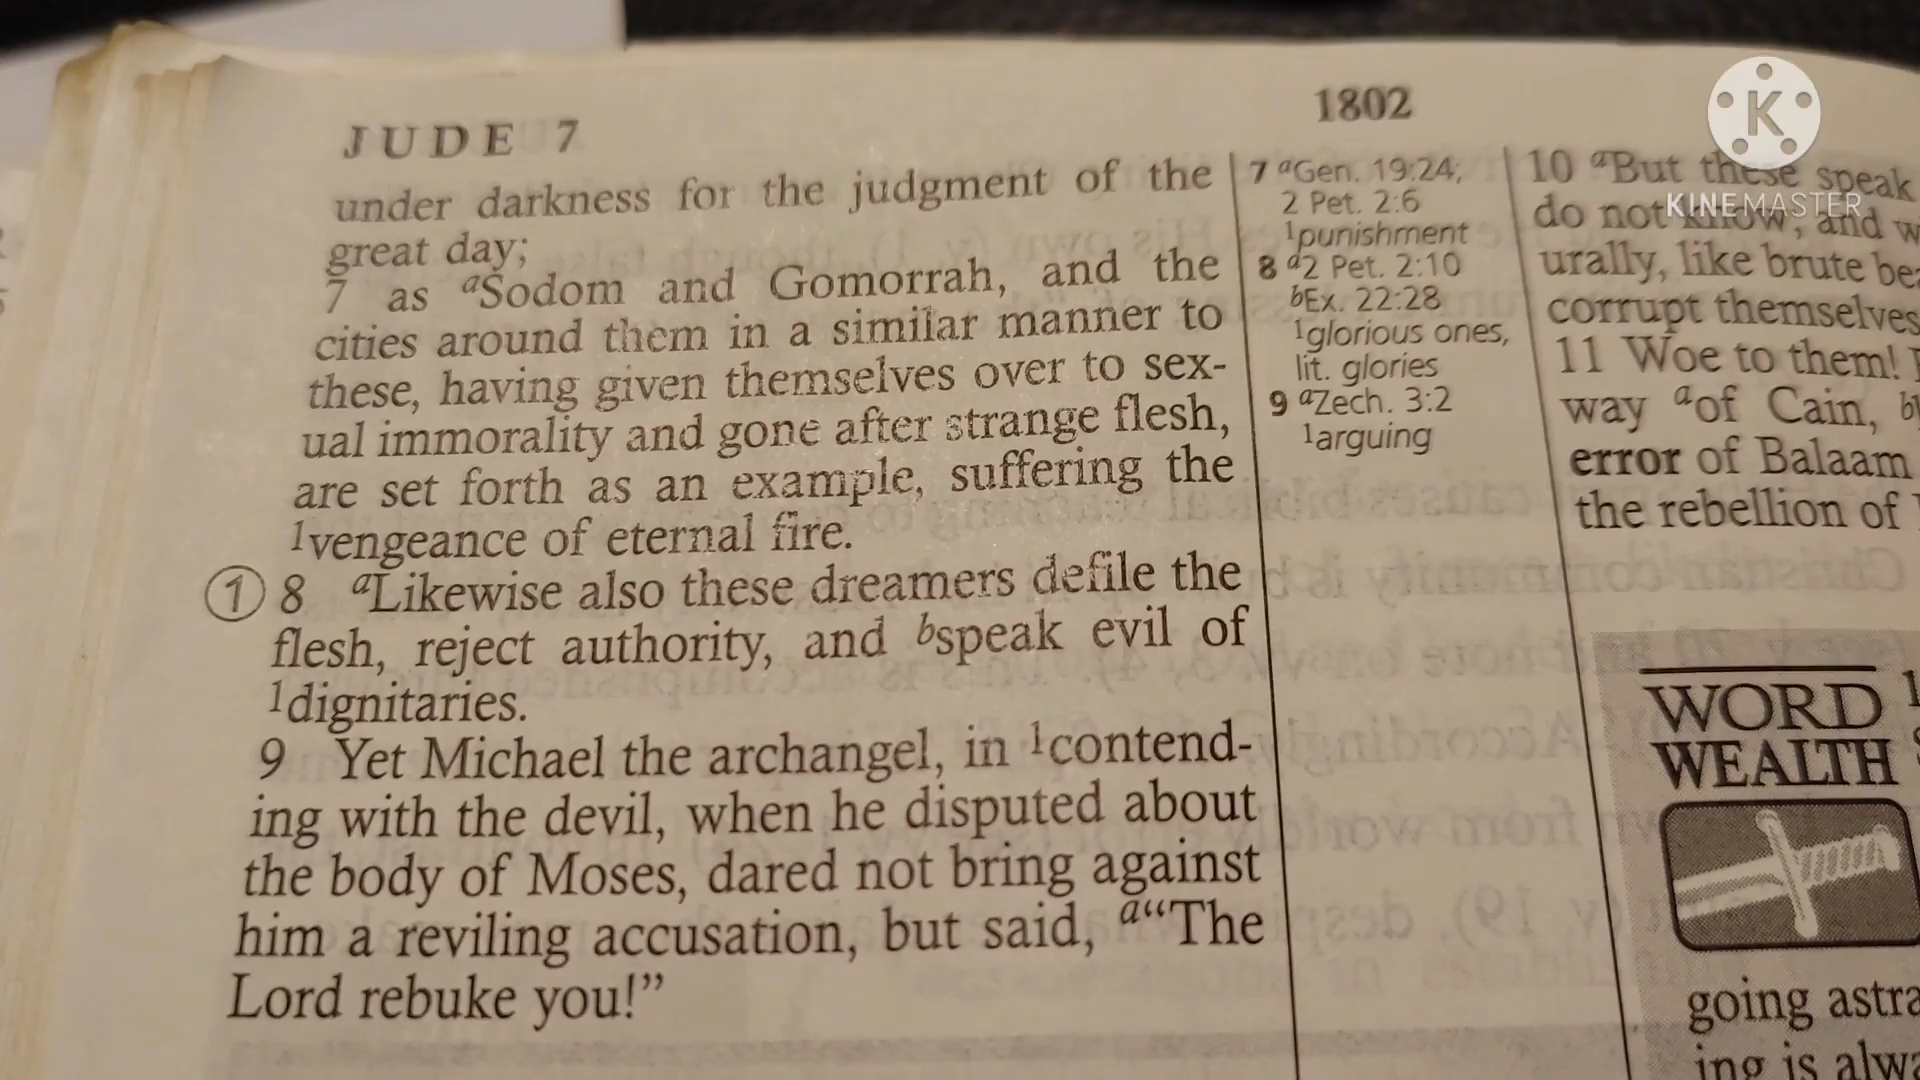 JUDE 7
1802
under darkness for the judgment of the
great day;
7 as aSodom and Gomorrah, and the
cities around them in a similar manner to
these, having given themselves over to sex-
ual immorality and gone after strange flesh,
are set forth as an example, suffering the
1vengeance of eternal fire.
1 8 aLikewise also these dreamers defile the
flesh, reject authority, and bspeak evil of
1dignitaries.
9 Yet Michael the archangel, in 1contend-
ing with the devil, when he disputed about
the body of Moses, dared not bring against
him a reviling accusation, but said, a“The
Lord rebuke you!”
7 aGen. 19:24;
2 Pet. 2:6
1punishment
8 a2 Pet. 2:10
bEx. 22:28
1glorious ones,
lit. glories
9 aZech. 3:2
1arguing
10 aBut these speak
do not know, and
urally, like brute
corrupt themselves
11 Woe to them!
way aof Cain,
error of Balaam
the rebellion of
WORD
WEALTH
going
ing is
K
KINEMASTER